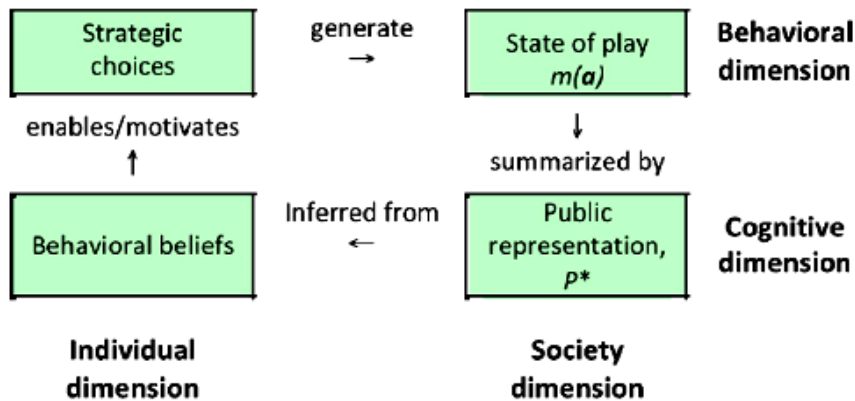 Strategic
choices
generate
→
State of play
m(a)
Behavioral
dimension
enables/motivates
↑
↓
summarized by
Behavioral beliefs
Inferred from
←
Public
representation,
P*
Cognitive
dimension
Individual
dimension
Society
dimension